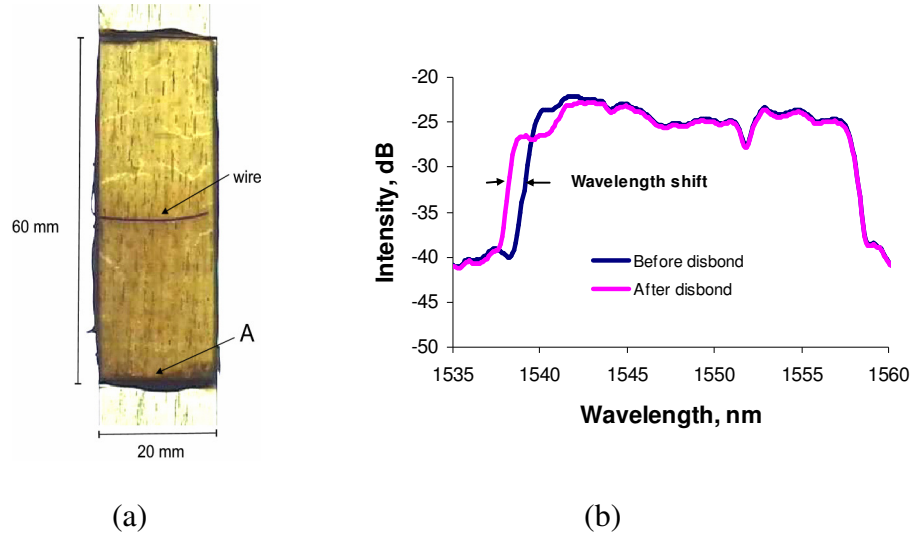 60 mm
wire
A
20 mm
(a)
Intensity, dB
-20
-25
-30
-35
-40
-45
-50
Wavelength shift
Before disbond
After disbond
1535 1540 1545 1550 1555 1560
Wavelength, nm
(b)